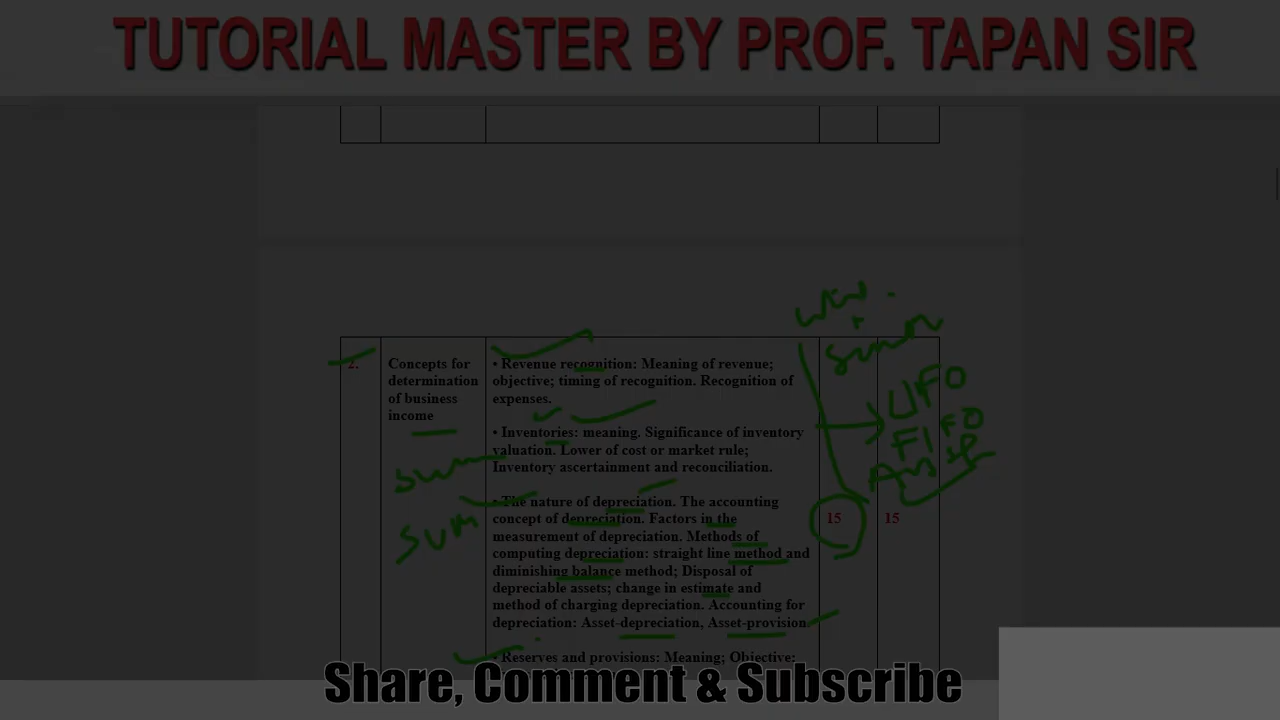 TUTORIAL MASTER BY PROF. TAPAN SIR
2.
Concepts for
determination
of business
income
• Revenue recognition: Meaning of revenue;
objective; timing of recognition. Recognition of
expenses.
• Inventories: meaning. Significance of inventory
valuation. Lower of cost or market rule;
Inventory ascertainment and reconciliation.
• The nature of depreciation. The accounting
concept of depreciation. Factors in the
measurement of depreciation. Methods of
computing depreciation: straight line method and
diminishing balance method; Disposal of
depreciable assets; change in estimate and
method of charging depreciation. Accounting for
depreciation: Asset-depreciation, Asset-provision.
• Reserves and provisions: Meaning; Objective;
15
15
sum
sum
sum
FIFO
Share, Comment & Subscribe